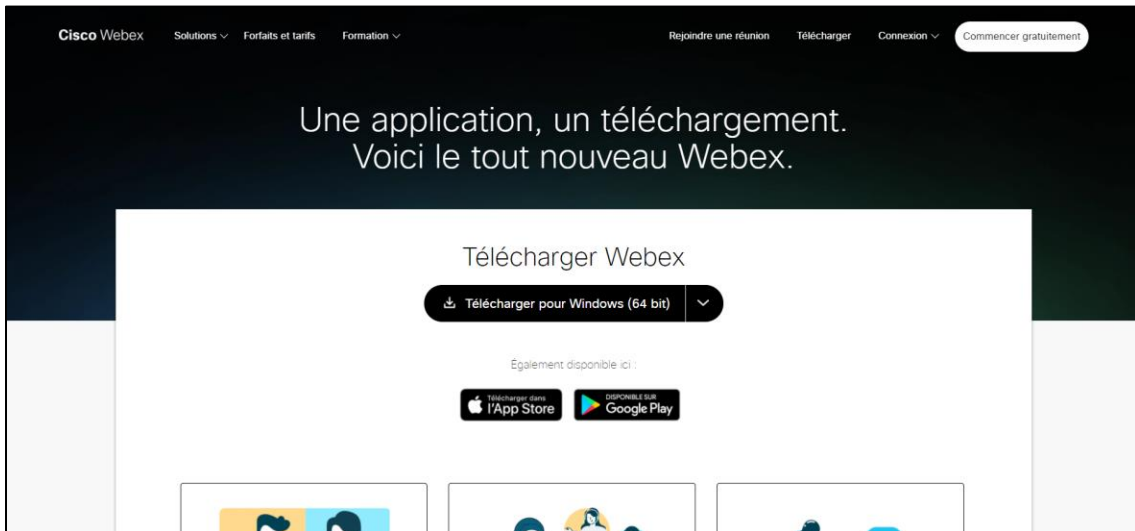 Cisco Webex Solutions Forfaits et tarifs Formation Rejoindre une réunion Télécharger Connexion Commencer gratuitement
Une application, un téléchargement.
Voici le tout nouveau Webex.
Télécharger Webex
Télécharger pour Windows (64 bit)
Également disponible ici :
Télécharger dans
l'App Store
DISPONIBLE SUR
Google Play